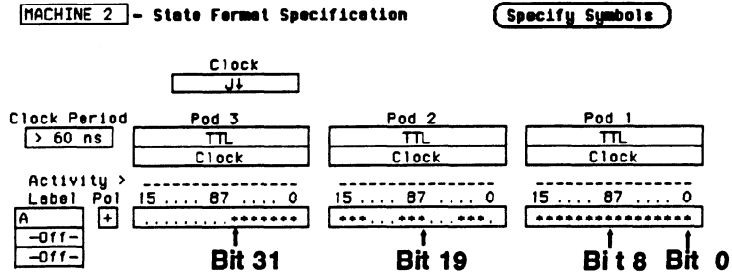 MACHINE 2 - State Format Specification Specify Symbols
Clock
J↓
Clock Period Pod 3 Pod 2 Pod 1
> 60 ns TTL TTL TTL
Clock Clock Clock
Activity > ---------------- ---------------- ----------------
Label Pol 15 .... 87 .... 0 15 .... 87 .... 0 15 .... 87 .... 0
A + .........******* ***...***...***. ****************
-Off-
-Off- Bit 31 Bit 19 Bit 8 Bit 0